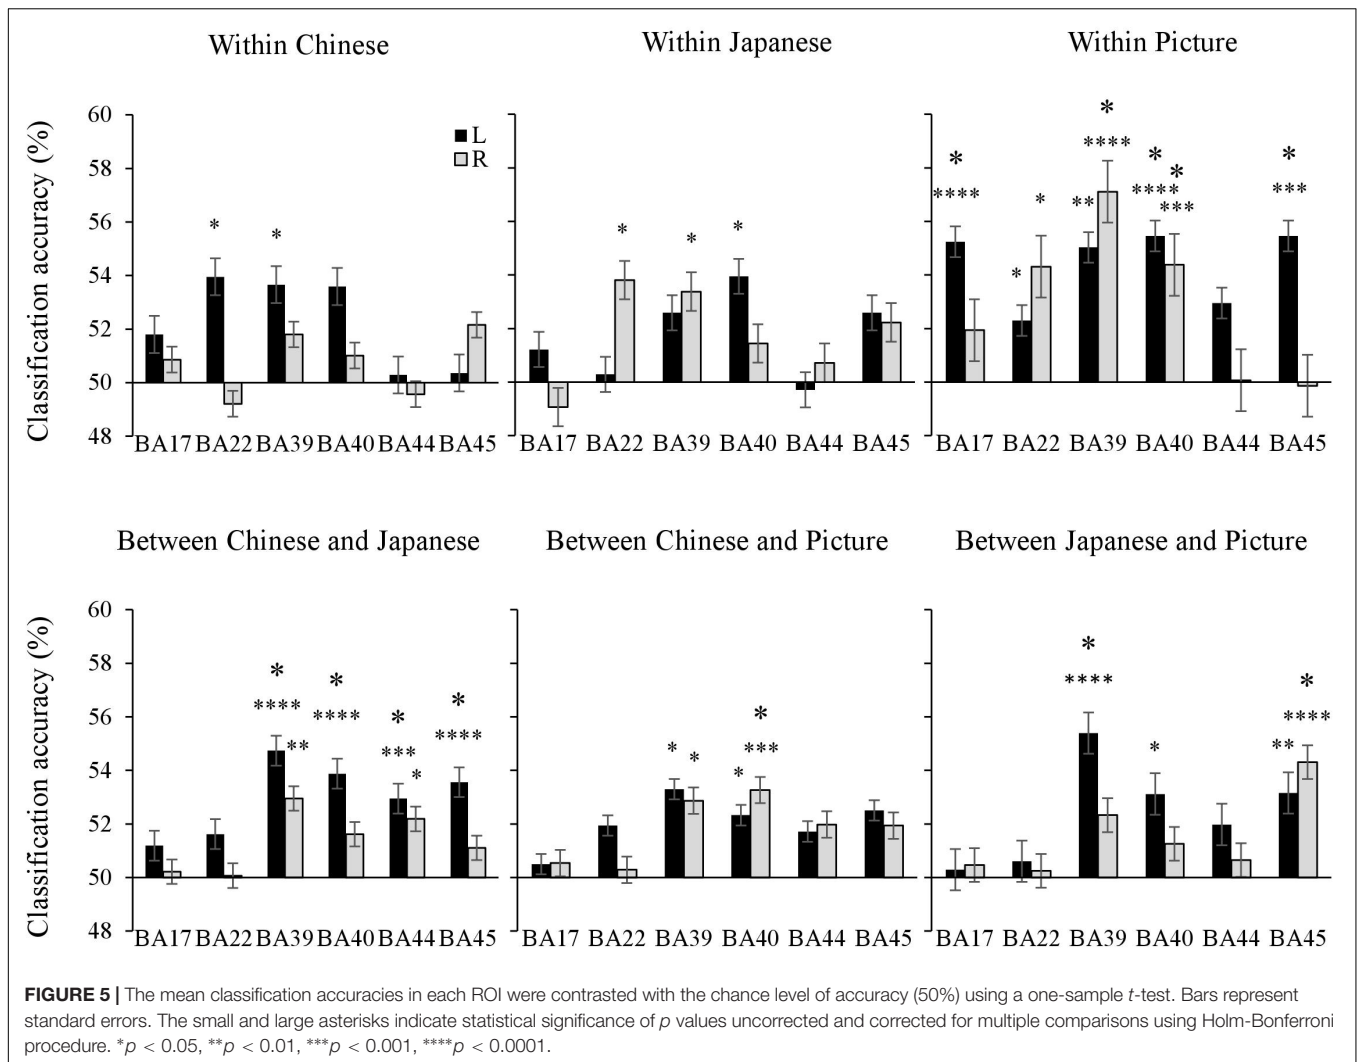 Within Chinese
Within Japanese
Within Picture
Classification accuracy (%)
60
58
56
54
52
50
48
L
R
*
*
*
*
*
*
****
*
*
*
**
*
****
*
****
*
***
*
***
BA17 BA22 BA39 BA40 BA44 BA45
BA17 BA22 BA39 BA40 BA44 BA45
BA17 BA22 BA39 BA40 BA44 BA45
Between Chinese and Japanese
Between Chinese and Picture
Between Japanese and Picture
Classification accuracy (%)
60
58
56
54
52
50
48
*
****
**
*
****
*
***
*
*
****
*
*
*
*
***
*
****
*
**
*
****
BA17 BA22 BA39 BA40 BA44 BA45
BA17 BA22 BA39 BA40 BA44 BA45
BA17 BA22 BA39 BA40 BA44 BA45
FIGURE 5 | The mean classification accuracies in each ROI were contrasted with the chance level of accuracy (50%) using a one-sample t-test. Bars represent
standard errors. The small and large asterisks indicate statistical significance of p values uncorrected and corrected for multiple comparisons using Holm-Bonferroni
procedure. *p < 0.05, **p < 0.01, ***p < 0.001, ****p < 0.0001.